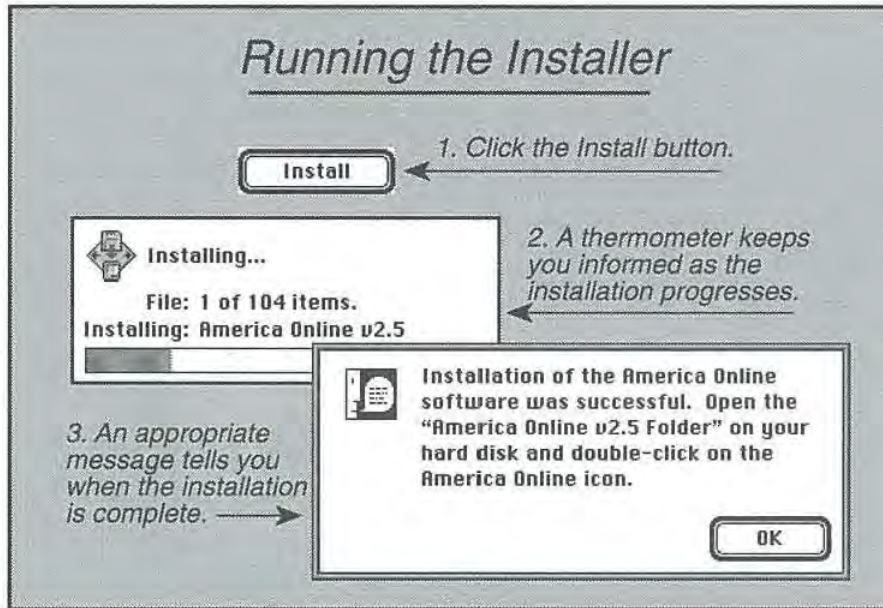 Running the Installer
Install
1. Click the Install button.
Installing...
File: 1 of 104 items.
Installing: America Online v2.5
2. A thermometer keeps
you informed as the
installation progresses.
Installation of the America Online
software was successful. Open the
“America Online v2.5 Folder” on your
hard disk and double-click on the
America Online icon.
OK
3. An appropriate
message tells you
when the installation
is complete.